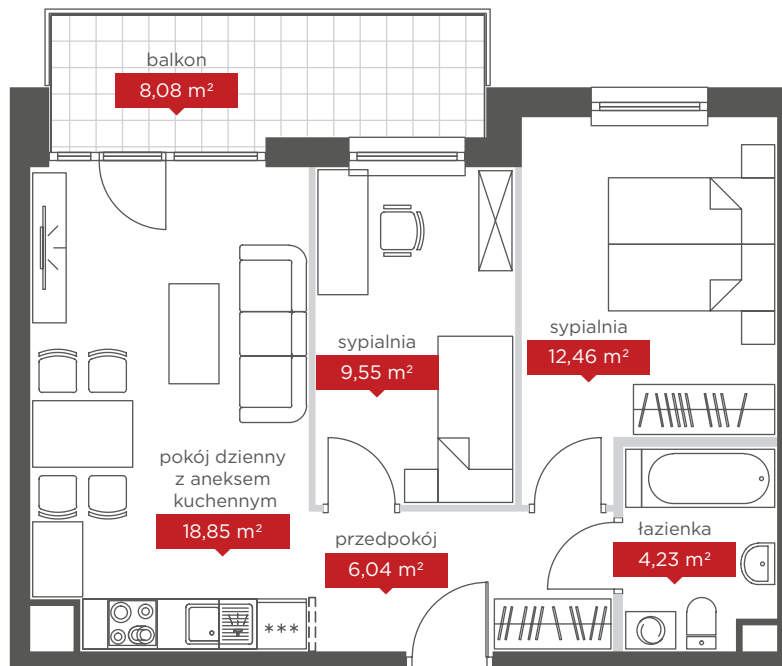 balkon
8,08 m²
sypialnia
9,55 m²
sypialnia
12,46 m²
pokój dzienny
z aneksem
kuchennym
18,85 m²
przedpokój
6,04 m²
łazienka
4,23 m²
***